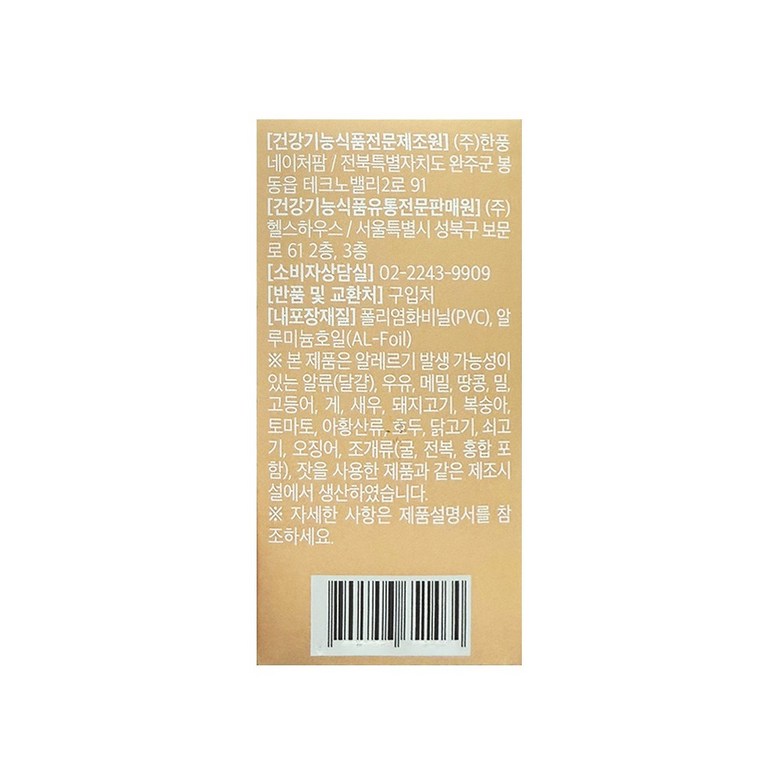 [건강기능식품전문제조원] (주)한풍
네이처팜 / 전북특별자치도 완주군 봉
동읍 테크노밸리2로 91
[건강기능식품유통전문판매원] (주)
헬스하우스 / 서울특별시 성북구 보문
로 61 2층, 3층
[소비자상담실] 02-2243-9909
[반품 및 교환처] 구입처
[내포장재질] 폴리염화비닐(PVC), 알
루미늄호일(AL-Foil)
※ 본 제품은 알레르기 발생 가능성이
있는 알류(달걀), 우유, 메밀, 땅콩, 밀,
고등어, 게, 새우, 돼지고기, 복숭아,
토마토, 아황산류, 호두, 닭고기, 쇠고
기, 오징어, 조개류(굴, 전복, 홍합 포
함), 잣을 사용한 제품과 같은 제조시
설에서 생산하였습니다.
※ 자세한 사항은 제품설명서를 참
조하세요.